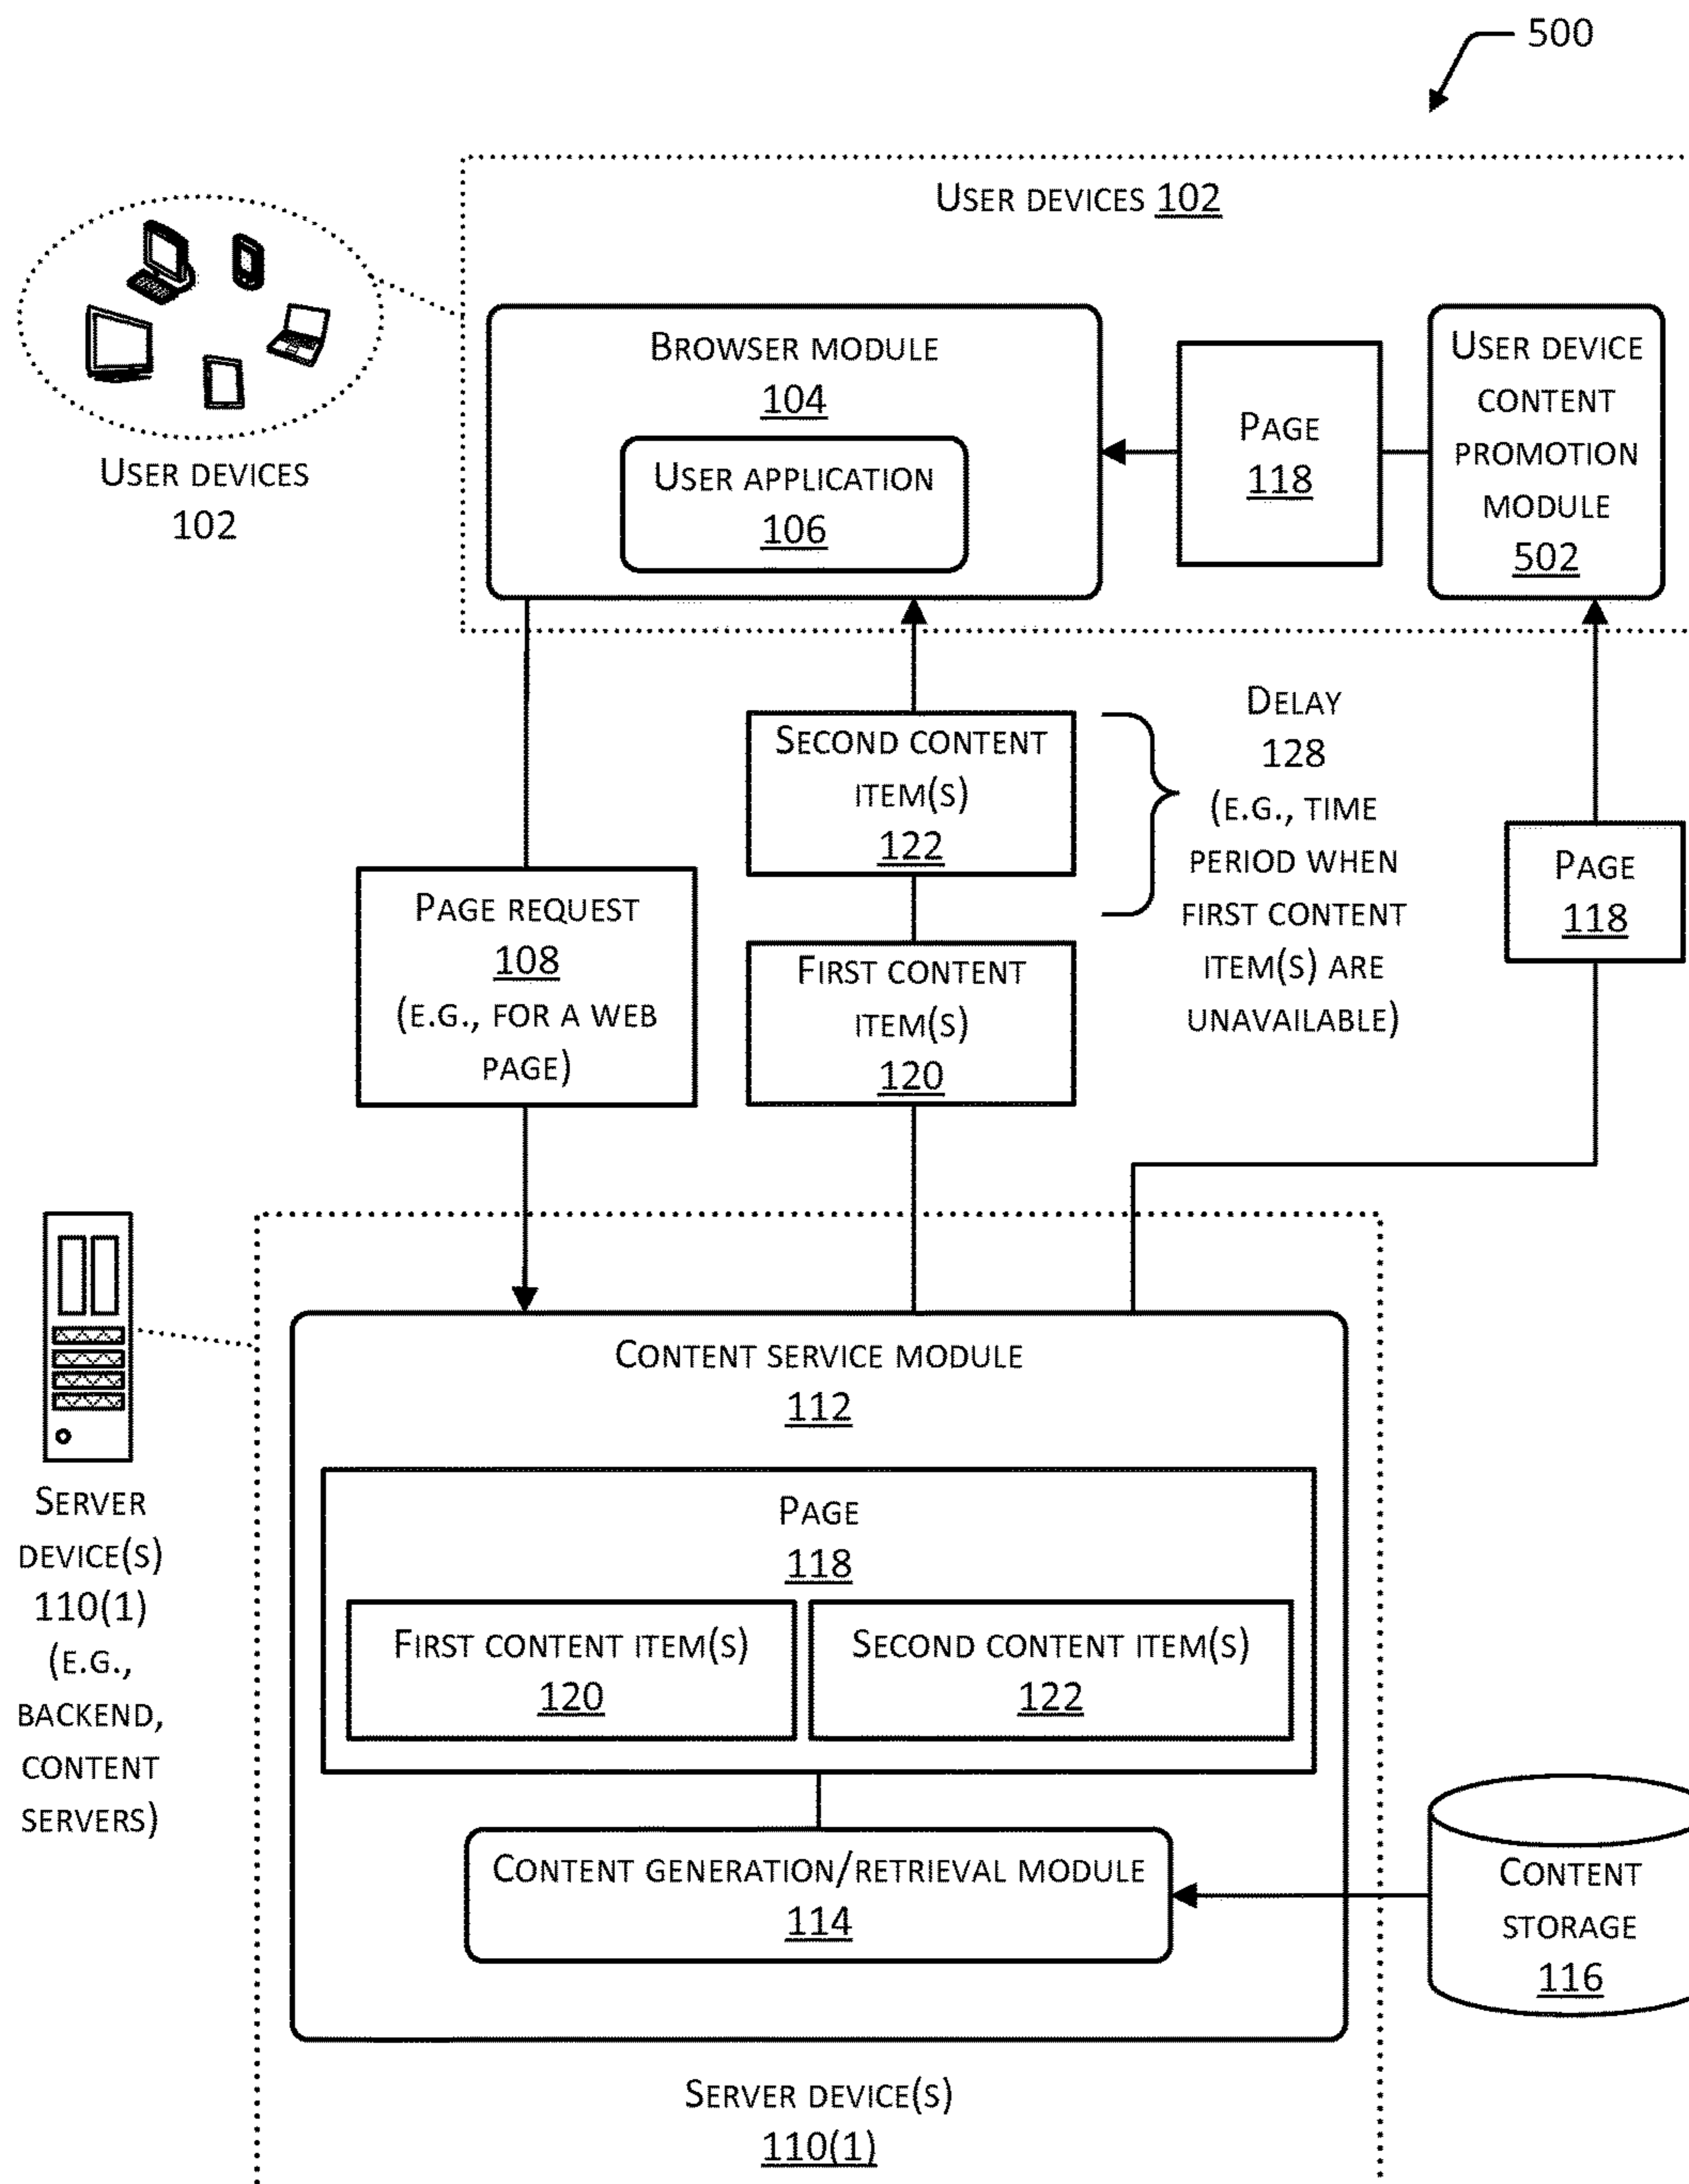 500
User devices 102
User devices
102
Browser module
104
User application
106
Page
118
User device
content
promotion
module
502
Page request
108
(e.g., for a web
page)
Second content
item(s)
122
First content
item(s)
120
Delay
128
(e.g., time
period when
first content
item(s) are
unavailable)
Page
118
Server
device(s)
110(1)
(e.g.,
backend,
content
servers)
Content service module
112
Page
118
First content item(s)
120
Second content item(s)
122
Content generation/retrieval module
114
Content
storage
116
Server device(s)
110(1)